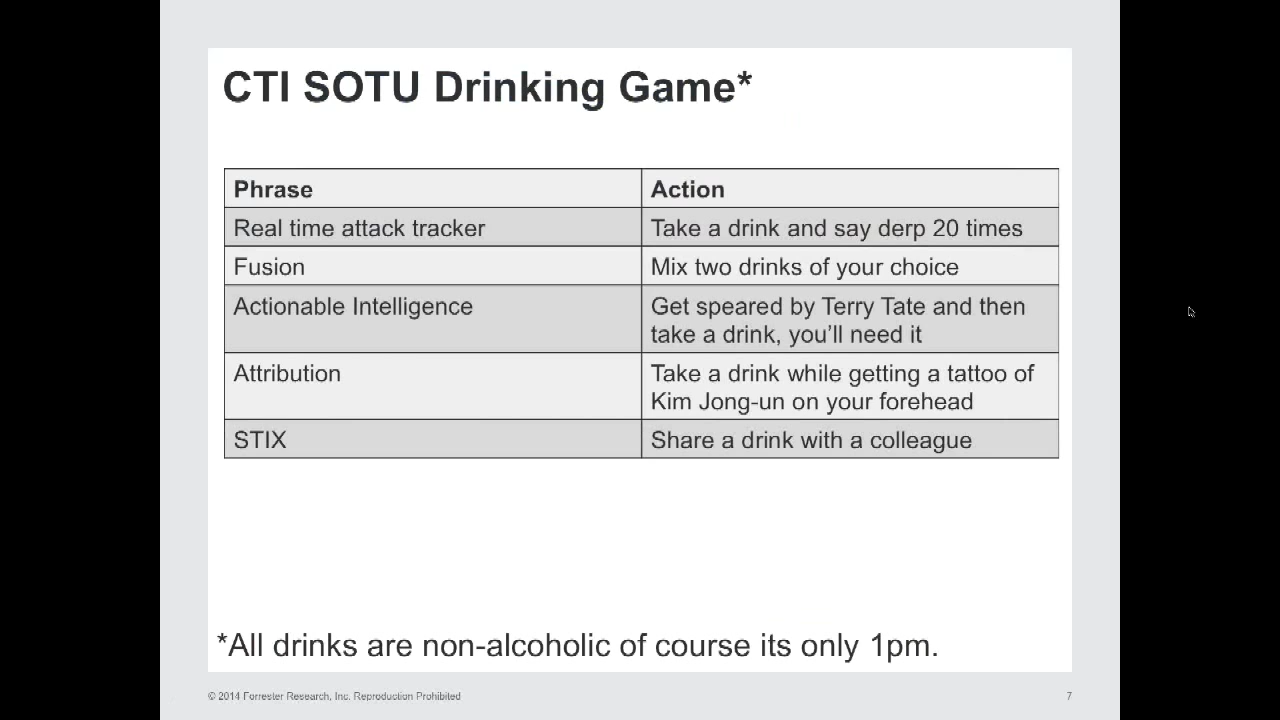 CTI SOTU Drinking Game*
Phrase
Action
Real time attack tracker
Take a drink and say derp 20 times
Fusion
Mix two drinks of your choice
Actionable Intelligence
Get speared by Terry Tate and then
take a drink, you’ll need it
Attribution
Take a drink while getting a tattoo of
Kim Jong-un on your forehead
STIX
Share a drink with a colleague
*All drinks are non-alcoholic of course its only 1pm.
© 2014 Forrester Research, Inc. Reproduction Prohibited
7